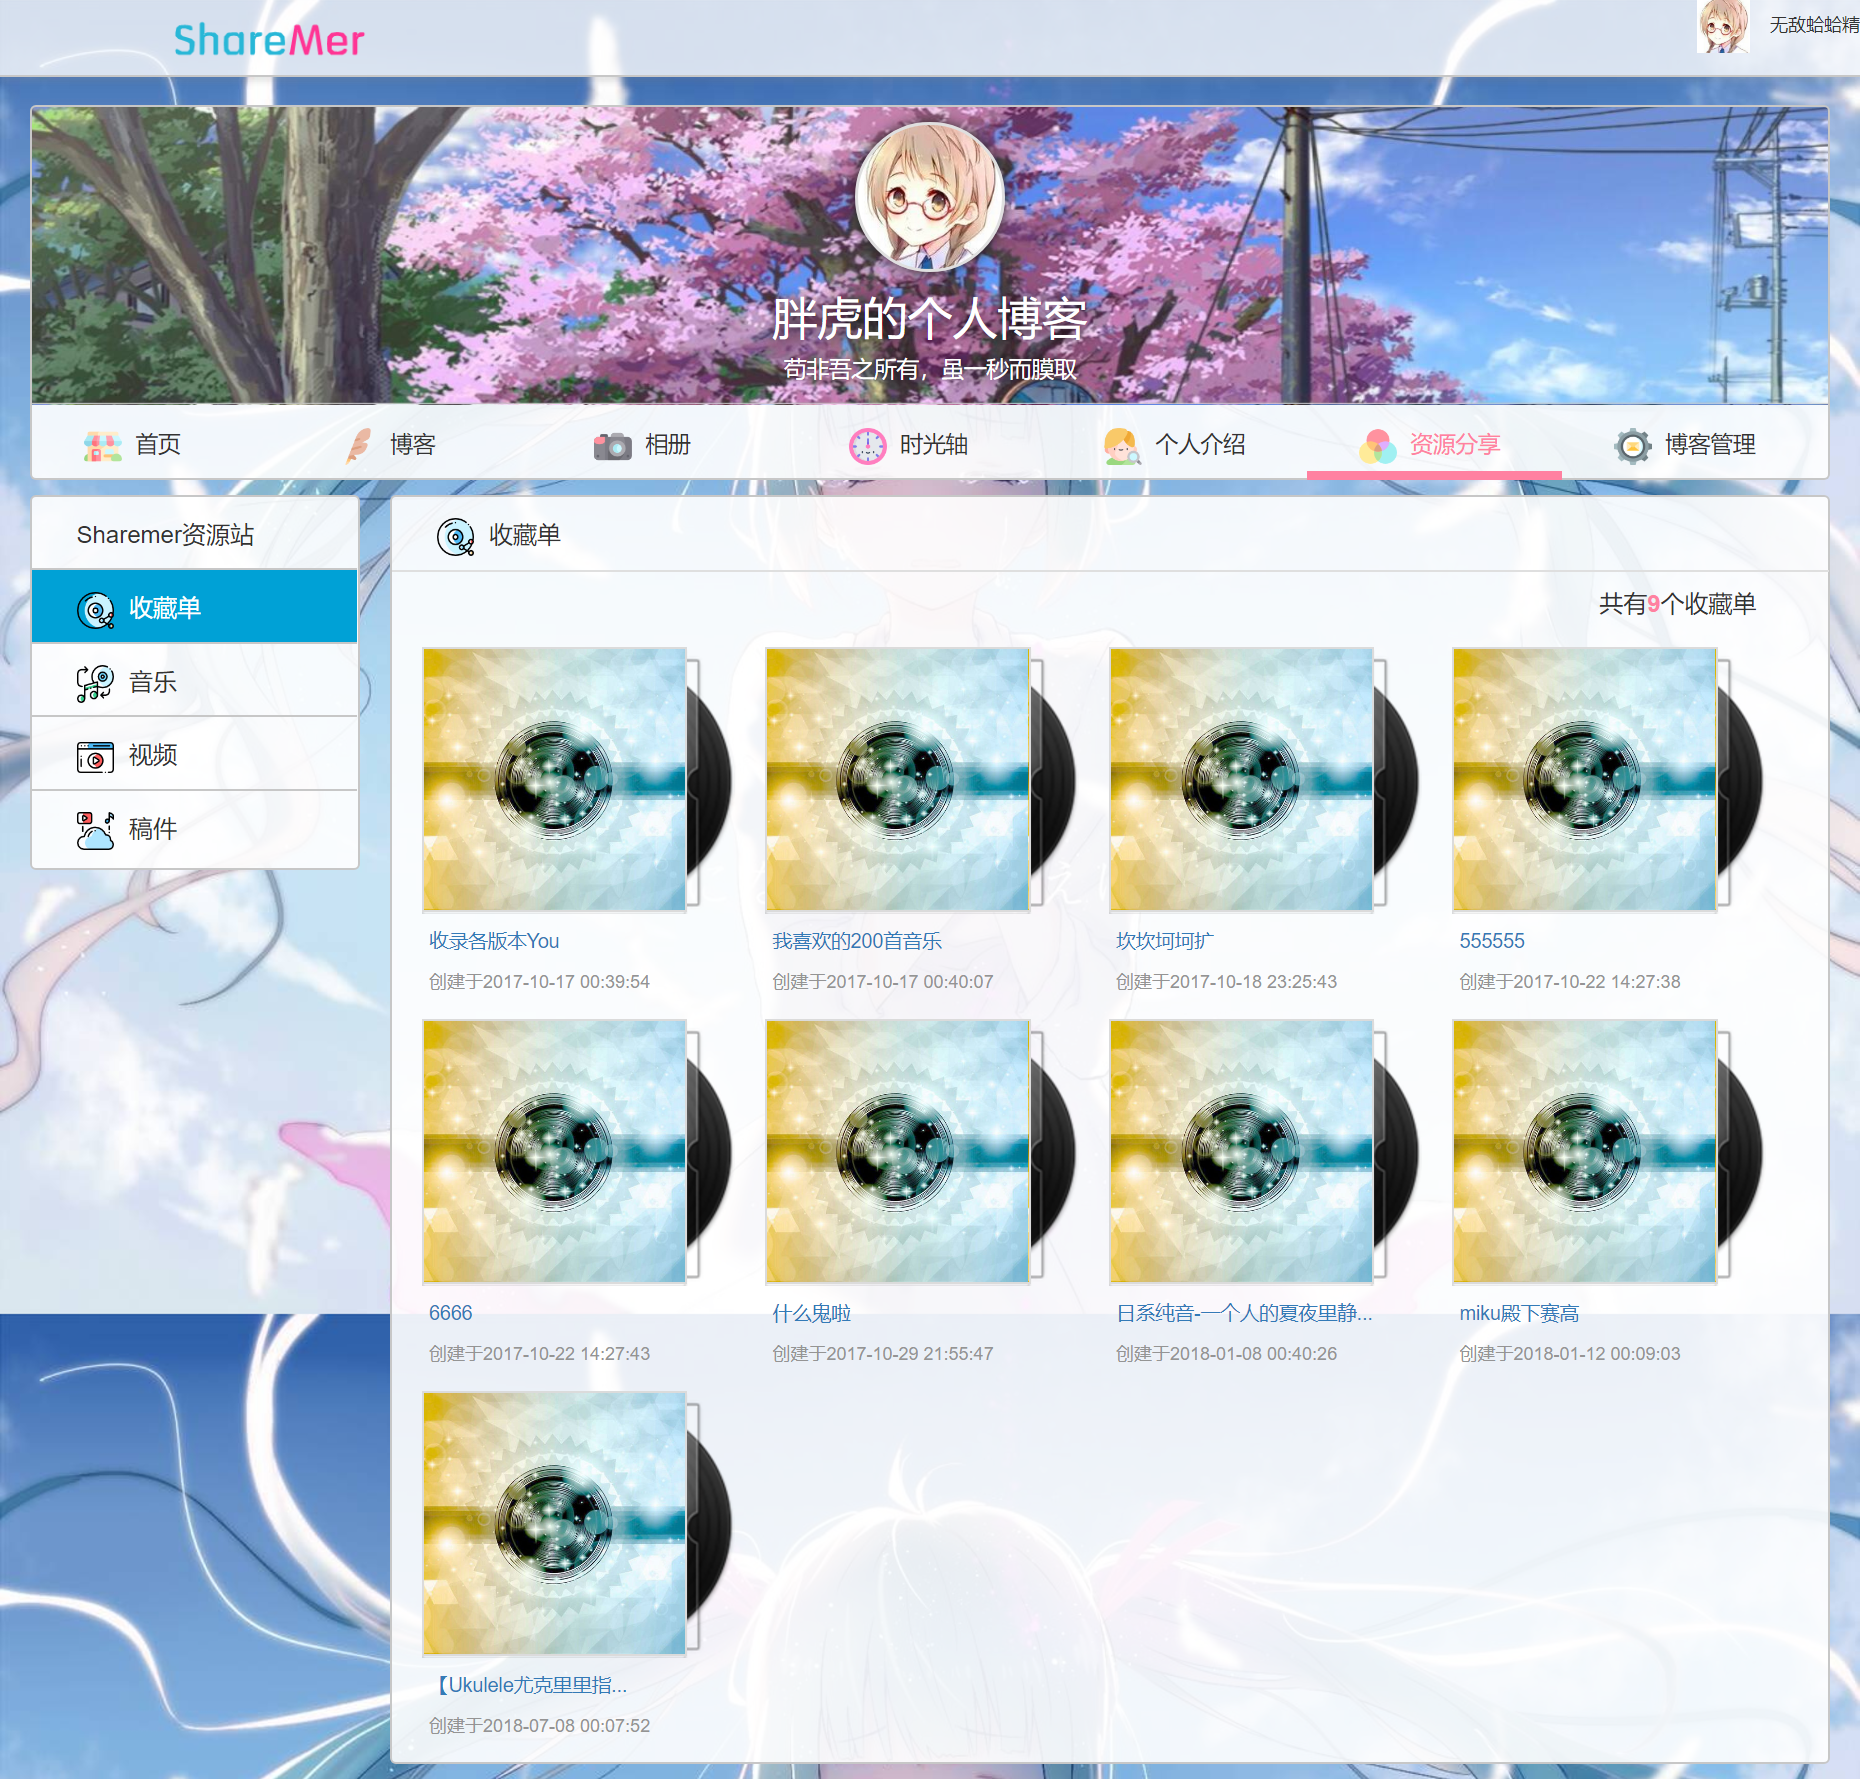 ShareMer
无敌蛤蛤精
胖虎的个人博客
苟非吾之所有，虽一秒而膜取
首页
博客
相册
时光轴
个人介绍
资源分享
博客管理
Sharemer资源站
收藏单
音乐
视频
稿件
收藏单
共有9个收藏单
收录各版本You
创建于2017-10-17 00:39:54
我喜欢的200首音乐
创建于2017-10-17 00:40:07
坎坎坷坷扩
创建于2017-10-18 23:25:43
555555
创建于2017-10-22 14:27:38
6666
创建于2017-10-22 14:27:43
什么鬼啦
创建于2017-10-29 21:55:47
日系纯音-一个人的夏夜里静...
创建于2018-01-08 00:40:26
miku殿下赛高
创建于2018-01-12 00:09:03
【Ukulele尤克里里指...
创建于2018-07-08 00:07:52